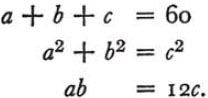 a + b + c = 60
a² + b² = c²
ab = 12c.